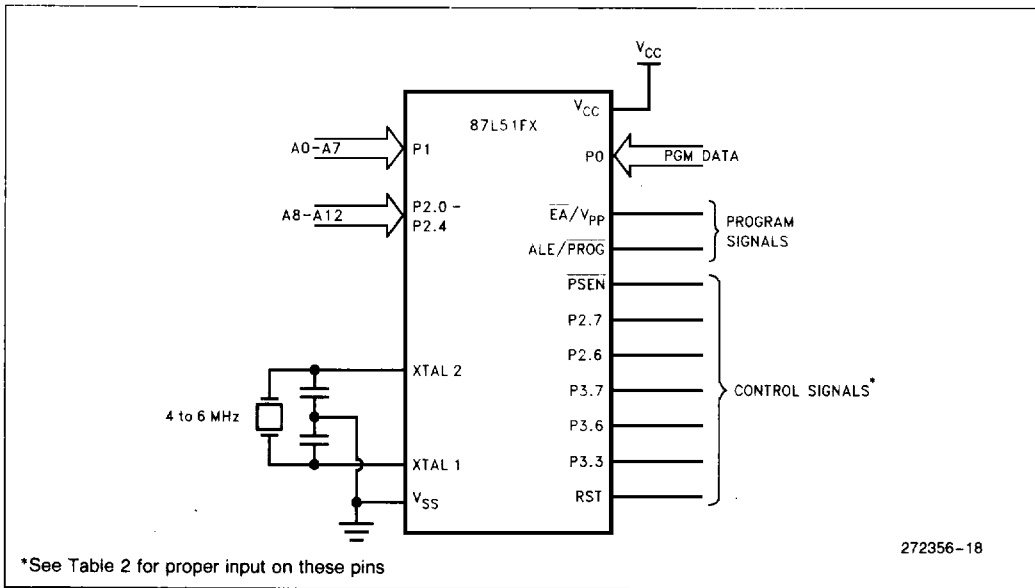 VCC
VCC
87L51FX
A0-A7
P1
P0
PGM DATA
A8-A12
P2.0 -
P2.4
EA/VPP
ALE/PROG
PROGRAM
SIGNALS
PSEN
P2.7
P2.6
P3.7
P3.6
P3.3
RST
CONTROL SIGNALS*
XTAL 2
4 to 6 MHz
XTAL 1
VSS
272356-18
*See Table 2 for proper input on these pins